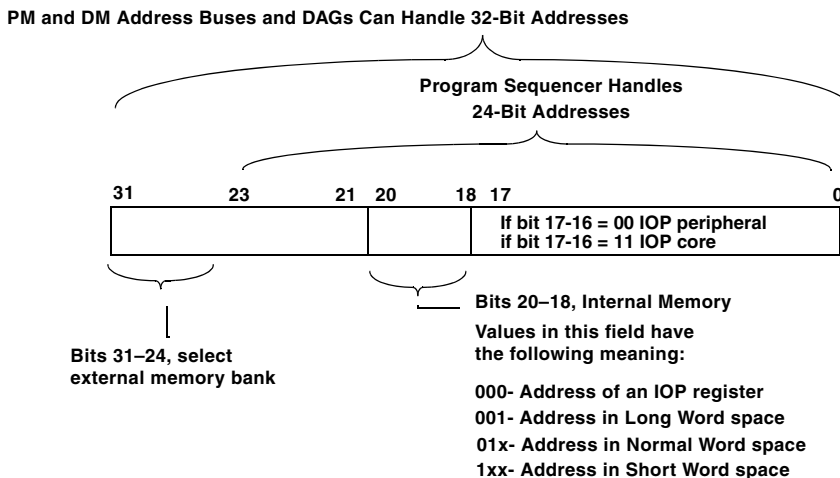 PM and DM Address Buses and DAGs Can Handle 32-Bit Addresses
Program Sequencer Handles
24-Bit Addresses
31 23 21 20 18 17 0
If bit 17-16 = 00 IOP peripheral
if bit 17-16 = 11 IOP core
Bits 20–18, Internal Memory
Values in this field have
the following meaning:
Bits 31–24, select
external memory bank
000- Address of an IOP register
001- Address in Long Word space
01x- Address in Normal Word space
1xx- Address in Short Word space